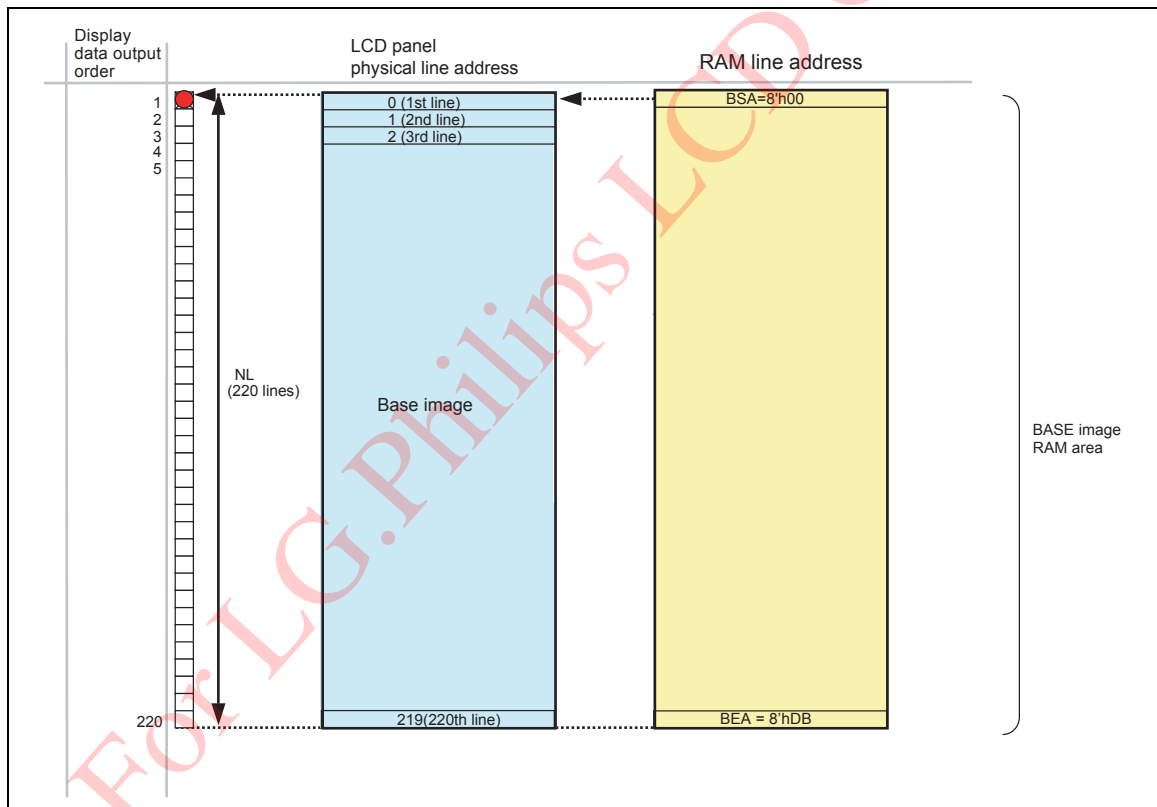 Display
data output
order
LCD panel
physical line address
RAM line address
1
2
3
4
5
220
NL
(220 lines)
0 (1st line)
1 (2nd line)
2 (3rd line)
Base image
219(220th line)
BSA=8'h00
BEA = 8'hDB
BASE image
RAM area
For LG.Philips LCD